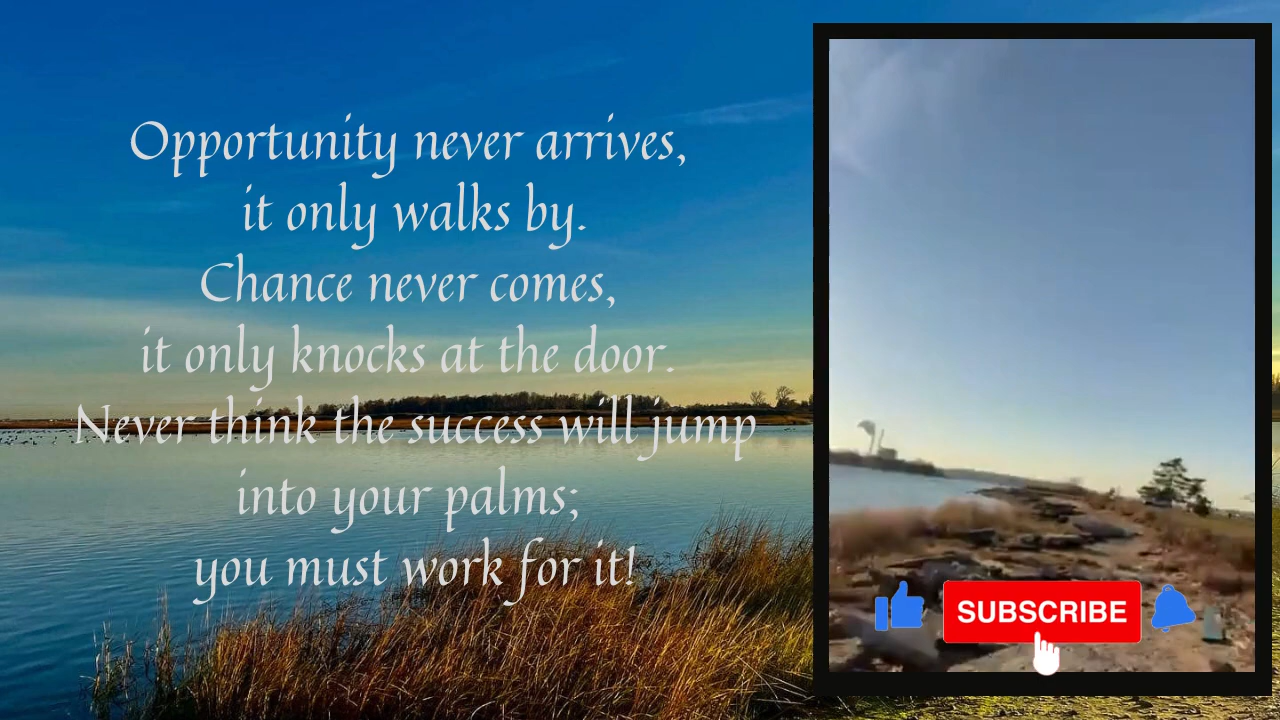 Opportunity never arrives,
it only walks by.
Chance never comes,
it only knocks at the door.
Never think the success will jump
into your palms;
you must work for it!
SUBSCRIBE